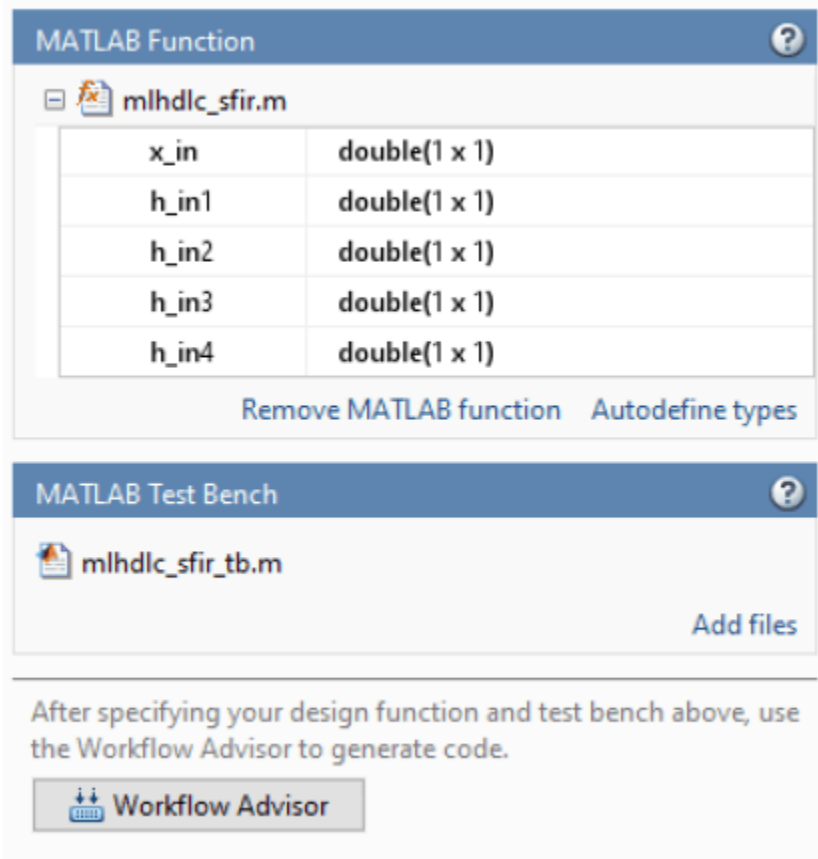 MATLAB Function ?
mlhdlc_sfir.m
x_in double(1 x 1)
h_in1 double(1 x 1)
h_in2 double(1 x 1)
h_in3 double(1 x 1)
h_in4 double(1 x 1)
Remove MATLAB function Autodefine types
MATLAB Test Bench ?
mlhdlc_sfir_tb.m
Add files
After specifying your design function and test bench above, use
the Workflow Advisor to generate code.
Workflow Advisor